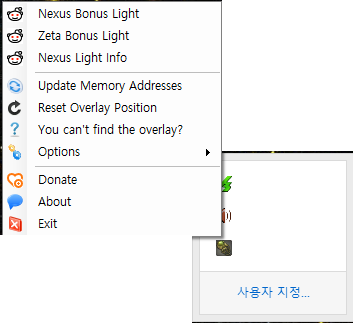 Nexus Bonus Light
Zeta Bonus Light
Nexus Light Info
Update Memory Addresses
Reset Overlay Position
You can't find the overlay?
Options
Donate
About
Exit
사용자 지정...